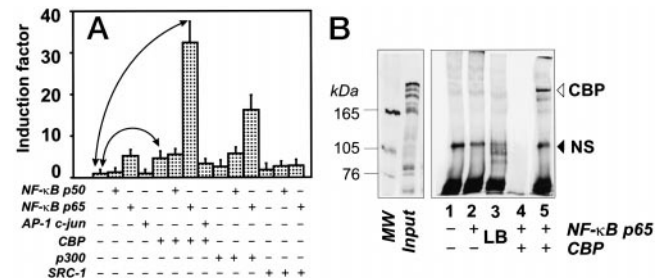 A
B
Induction factor
40
30
20
10
0
NF-κB p50 − + − − − + − − − + − − + −
NF-κB p65 − − + − − − + − − − + − − +
AP-1 c-jun − − − + − − − + − − − − − −
CBP − − − − + + + + − − − − − −
p300 − − − − − − − − + + + − − −
SRC-1 − − − − − − − − − − − + + +
kDa
165
105
76
MW
Input
CBP
NS
1 2 3 4 5
− + LB − + NF-κB p65
− − + + CBP